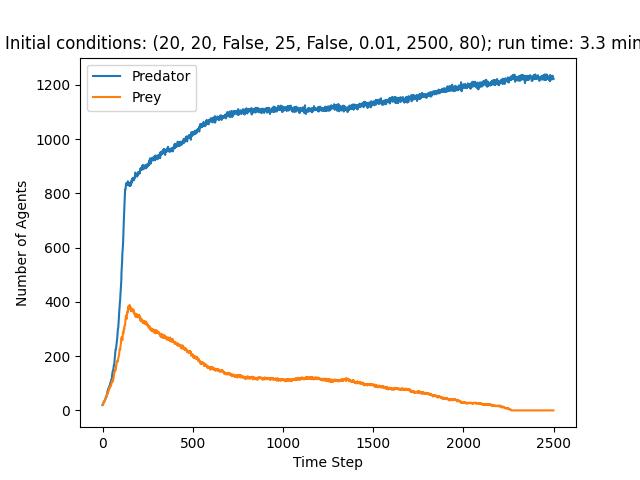 Initial conditions: (20, 20, False, 25, False, 0.01, 2500, 80); run time: 3.3 min
Predator
Prey
1200
1000
800
600
400
200
0
Number of Agents
0 500 1000 1500 2000 2500
Time Step